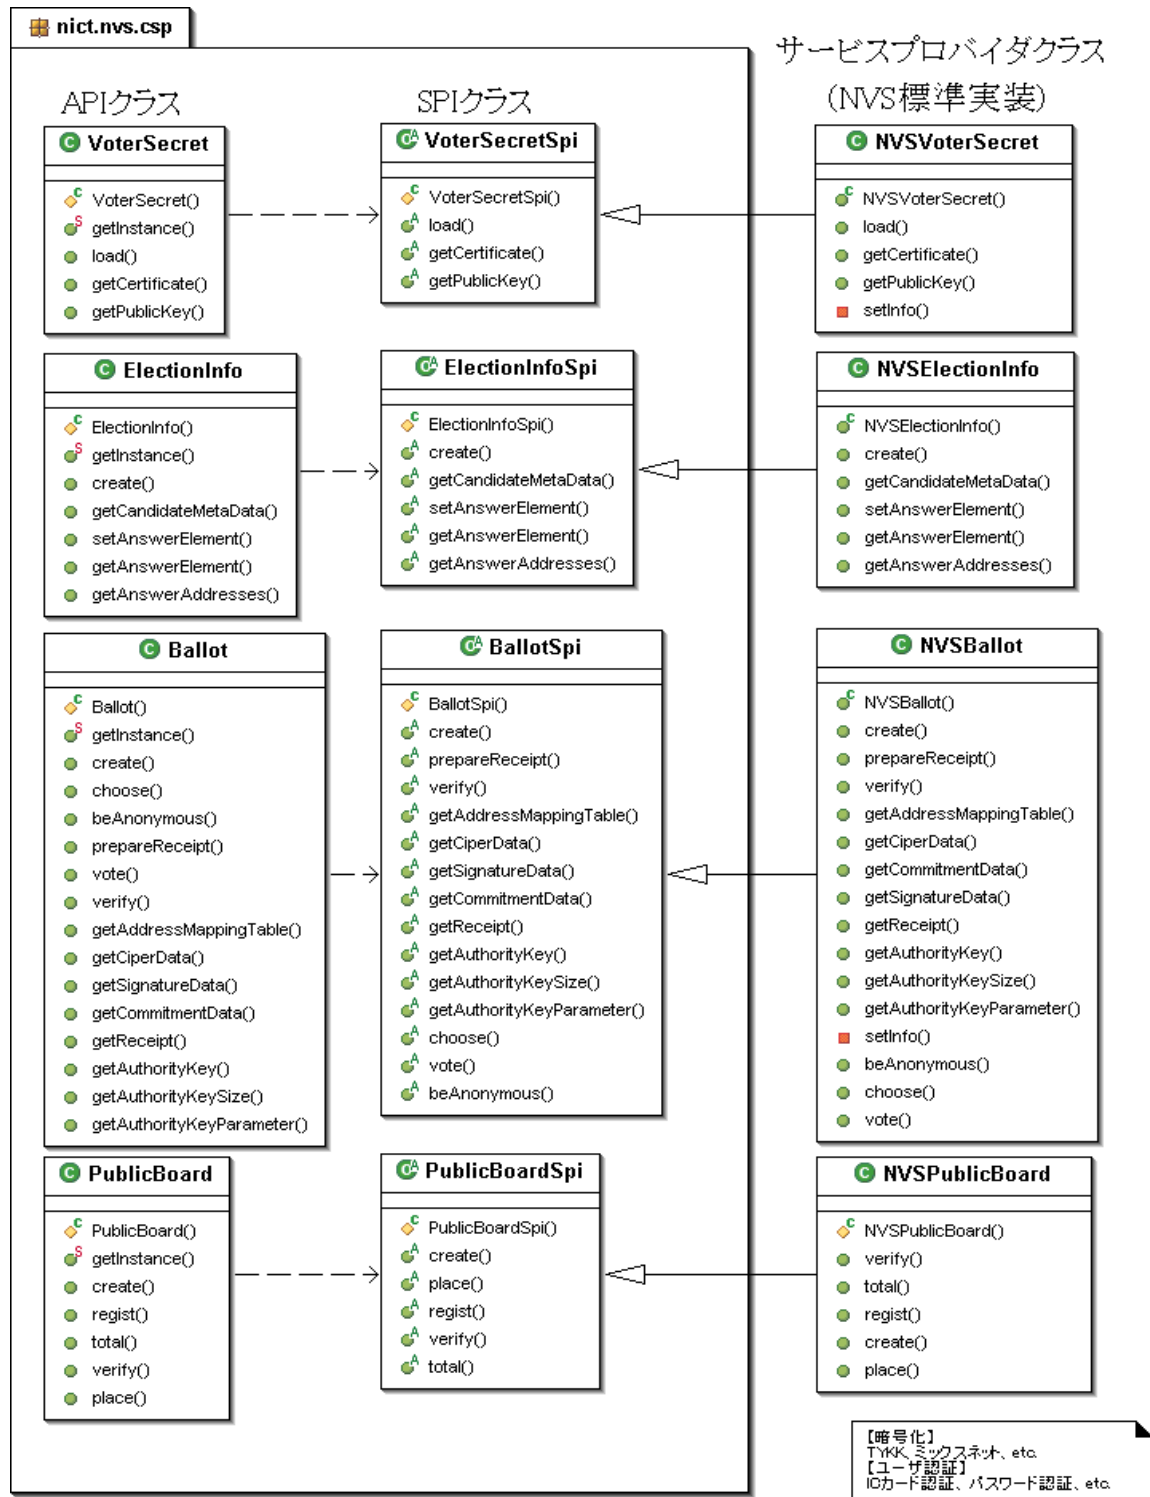 nict.nvs.csp
サービスプロバイダクラス
(NVS標準実装)
APIクラス
SPIクラス
VoterSecret
VoterSecret()
getInstance()
load()
getCertificate()
getPublicKey()
VoterSecretSpi
VoterSecretSpi()
load()
getCertificate()
getPublicKey()
NVSVoterSecret
NVSVoterSecret()
load()
getCertificate()
getPublicKey()
setInfo()
ElectionInfo
ElectionInfo()
getInstance()
create()
getCandidateMetaData()
setAnswerElement()
getAnswerElement()
getAnswerAddresses()
ElectionInfoSpi
ElectionInfoSpi()
create()
getCandidateMetaData()
setAnswerElement()
getAnswerElement()
getAnswerAddresses()
NVSElectionInfo
NVSElectionInfo()
create()
getCandidateMetaData()
setAnswerElement()
getAnswerElement()
getAnswerAddresses()
Ballot
Ballot()
getInstance()
create()
choose()
beAnonymous()
prepareReceipt()
vote()
verify()
getAddressMappingTable()
getCiperData()
getSignatureData()
getCommitmentData()
getReceipt()
getAuthorityKey()
getAuthorityKeySize()
getAuthorityKeyParameter()
BallotSpi
BallotSpi()
create()
prepareReceipt()
verify()
getAddressMappingTable()
getCiperData()
getSignatureData()
getCommitmentData()
getReceipt()
getAuthorityKey()
getAuthorityKeySize()
getAuthorityKeyParameter()
choose()
vote()
beAnonymous()
NVSBallot
NVSBallot()
create()
prepareReceipt()
verify()
getAddressMappingTable()
getCiperData()
getCommitmentData()
getSignatureData()
getReceipt()
getAuthorityKey()
getAuthorityKeySize()
getAuthorityKeyParameter()
setInfo()
beAnonymous()
choose()
vote()
PublicBoard
PublicBoard()
getInstance()
create()
regist()
total()
verify()
place()
PublicBoardSpi
PublicBoardSpi()
create()
place()
regist()
verify()
total()
NVSPublicBoard
NVSPublicBoard()
verify()
total()
regist()
create()
place()
【暗号化】
TYKK、ミックスネット、etc.
【ユーザ認証】
ICカード認証、パスワード認証、etc.